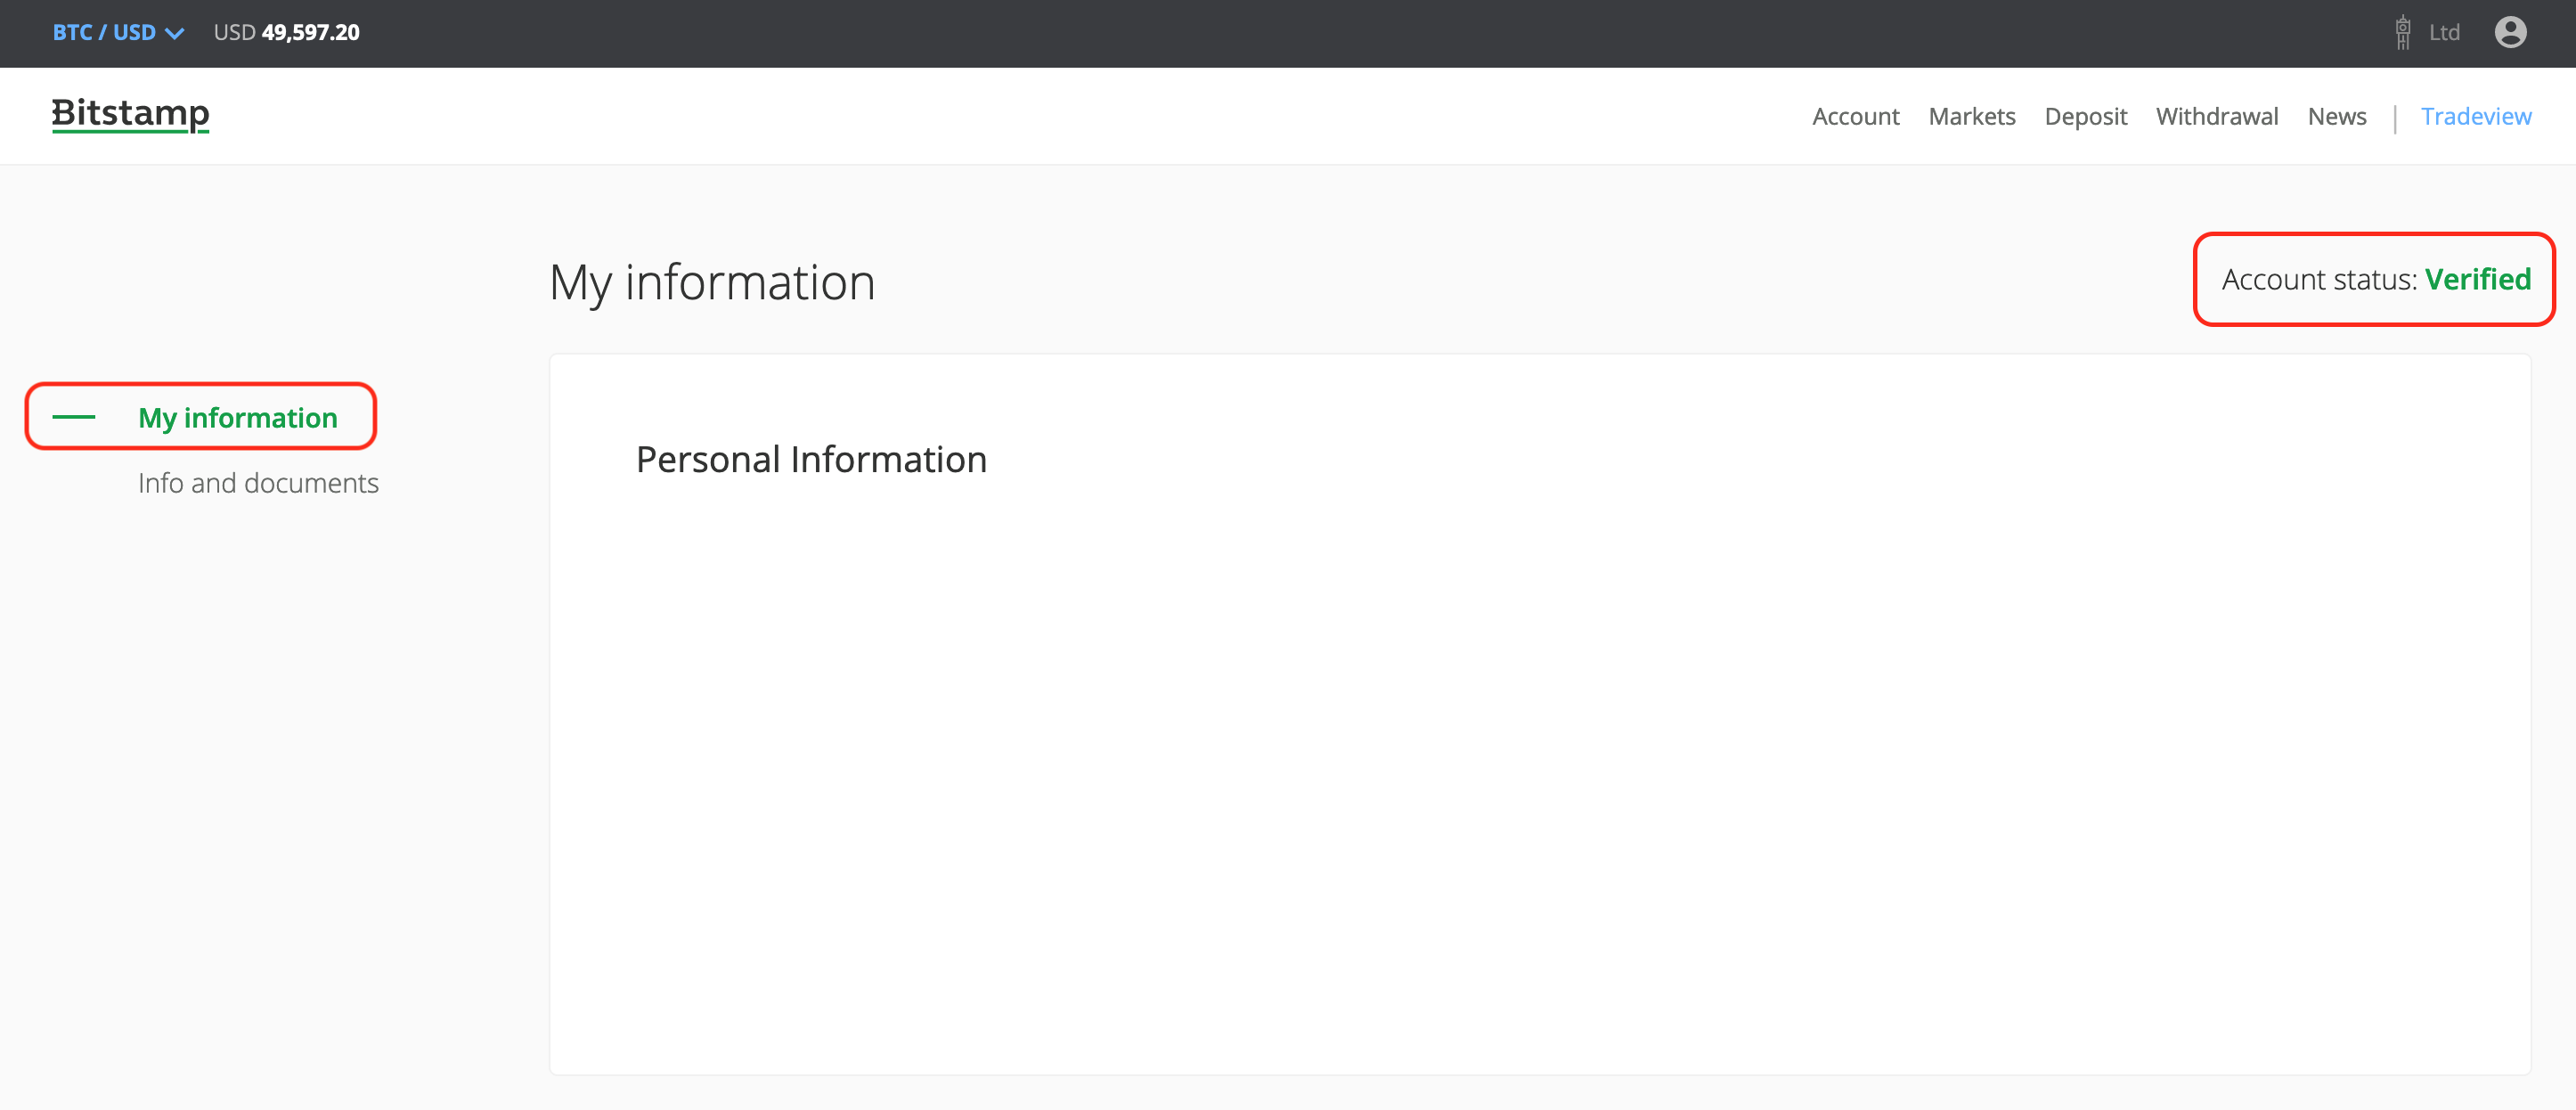 BTC / USD USD 49,597.20 Ltd
Bitstamp Account Markets Deposit Withdrawal News | Tradeview
My information Account status: Verified
My information
Info and documents
Personal Information